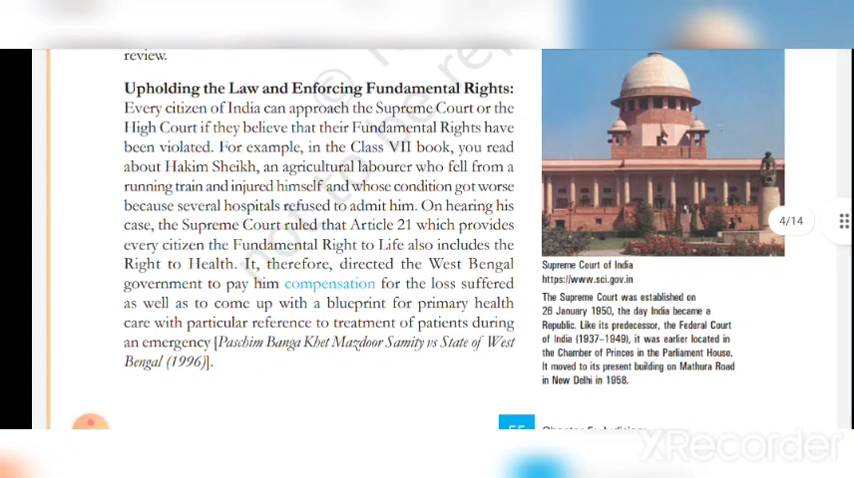 review.
Upholding the Law and Enforcing Fundamental Rights:
Every citizen of India can approach the Supreme Court or the
High Court if they believe that their Fundamental Rights have
been violated. For example, in the Class VII book, you read
about Hakim Sheikh, an agricultural labourer who fell from a
running train and injured himself and whose condition got worse
because several hospitals refused to admit him. On hearing his
case, the Supreme Court ruled that Article 21 which provides
every citizen the Fundamental Right to Life also includes the
Right to Health. It, therefore, directed the West Bengal
government to pay him compensation for the loss suffered
as well as to come up with a blueprint for primary health
care with particular reference to treatment of patients during
an emergency [Paschim Banga Khet Mazdoor Samity vs State of West
Bengal (1996)].
4/14
Supreme Court of India
https://www.sci.gov.in
The Supreme Court was established on
26 January 1950, the day India became a
Republic. Like its predecessor, the Federal Court
of India (1937–1949), it was earlier located in
the Chamber of Princes in the Parliament House.
It moved to its present building on Mathura Road
in New Delhi in 1958.
55
Chapter 5: Judiciary
XRecorder
not to be re